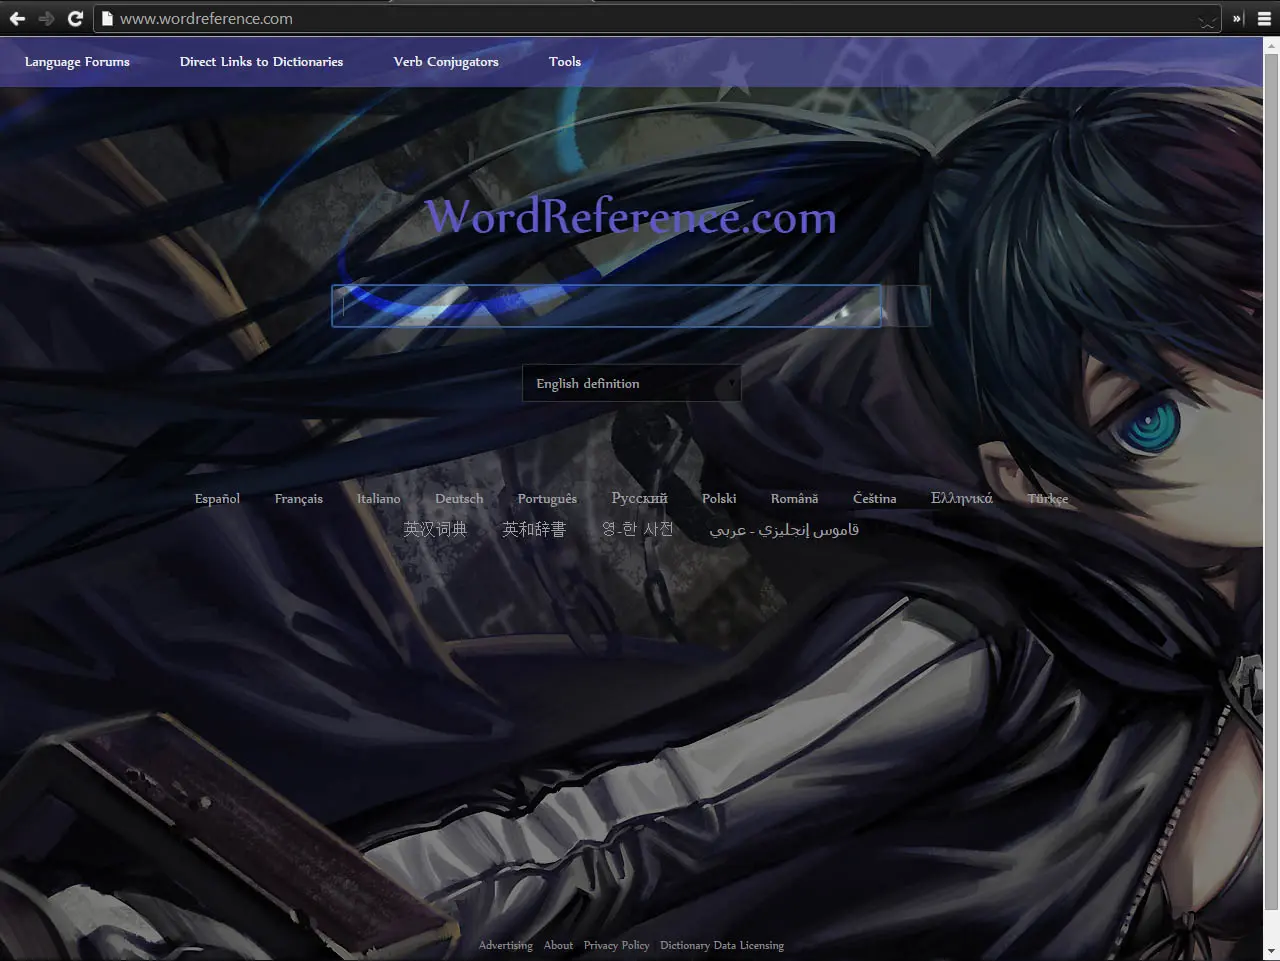 www.wordreference.com
Language Forums Direct Links to Dictionaries Verb Conjugators Tools
WordReference.com
English definition
Español Français Italiano Deutsch Português Русский Polski Română Čeština Ελληνικά Türkçe
英汉词典 英和辞書 영-한 사전 قاموس إنجليزي - عربي
Advertising About Privacy Policy Dictionary Data Licensing